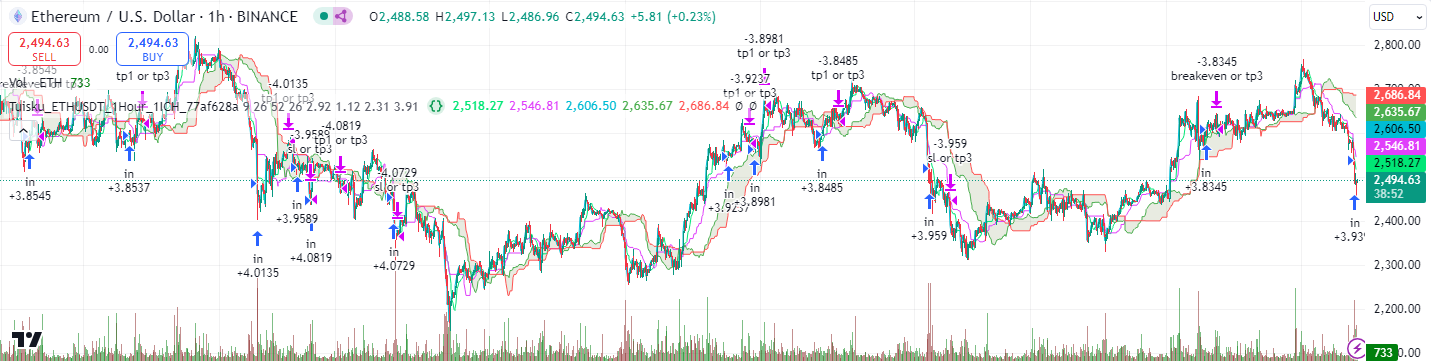 Ethereum / U.S. Dollar · 1h · BINANCE
O2,488.58 H2,497.13 L2,486.96 C2,494.63 +5.81 (+0.23%)
USD
2,494.63
SELL
0.00
2,494.63
BUY
Vol · ETH 733
Tuisku_ETHUSDT_1Hour_1ICH_77af628a 9 26 52 26 2.92 1.12 2.31 3.91
2,518.27 2,546.81 2,606.50 2,635.67 2,686.84 Ø Ø
-3.8545
in
+3.8545
tp1 or tp3
in
+3.8537
-4.0135
tp1 or tp3
in
+4.0135
-3.9589
sl or tp3
in
+3.9589
-4.0819
tp1 or tp3
in
+4.0819
-4.0729
sl or tp3
in
+4.0729
-3.9237
tp1 or tp3
in
+3.9237
-3.8981
tp1 or tp3
in
+3.8981
-3.8485
tp1 or tp3
in
+3.8485
-3.959
sl or tp3
in
+3.959
-3.8345
breakeven or tp3
in
+3.8345
in
2,800.00
2,686.84
2,635.67
2,606.50
2,546.81
2,518.27
2,494.63
38:52
2,400.00
2,300.00
2,200.00
733